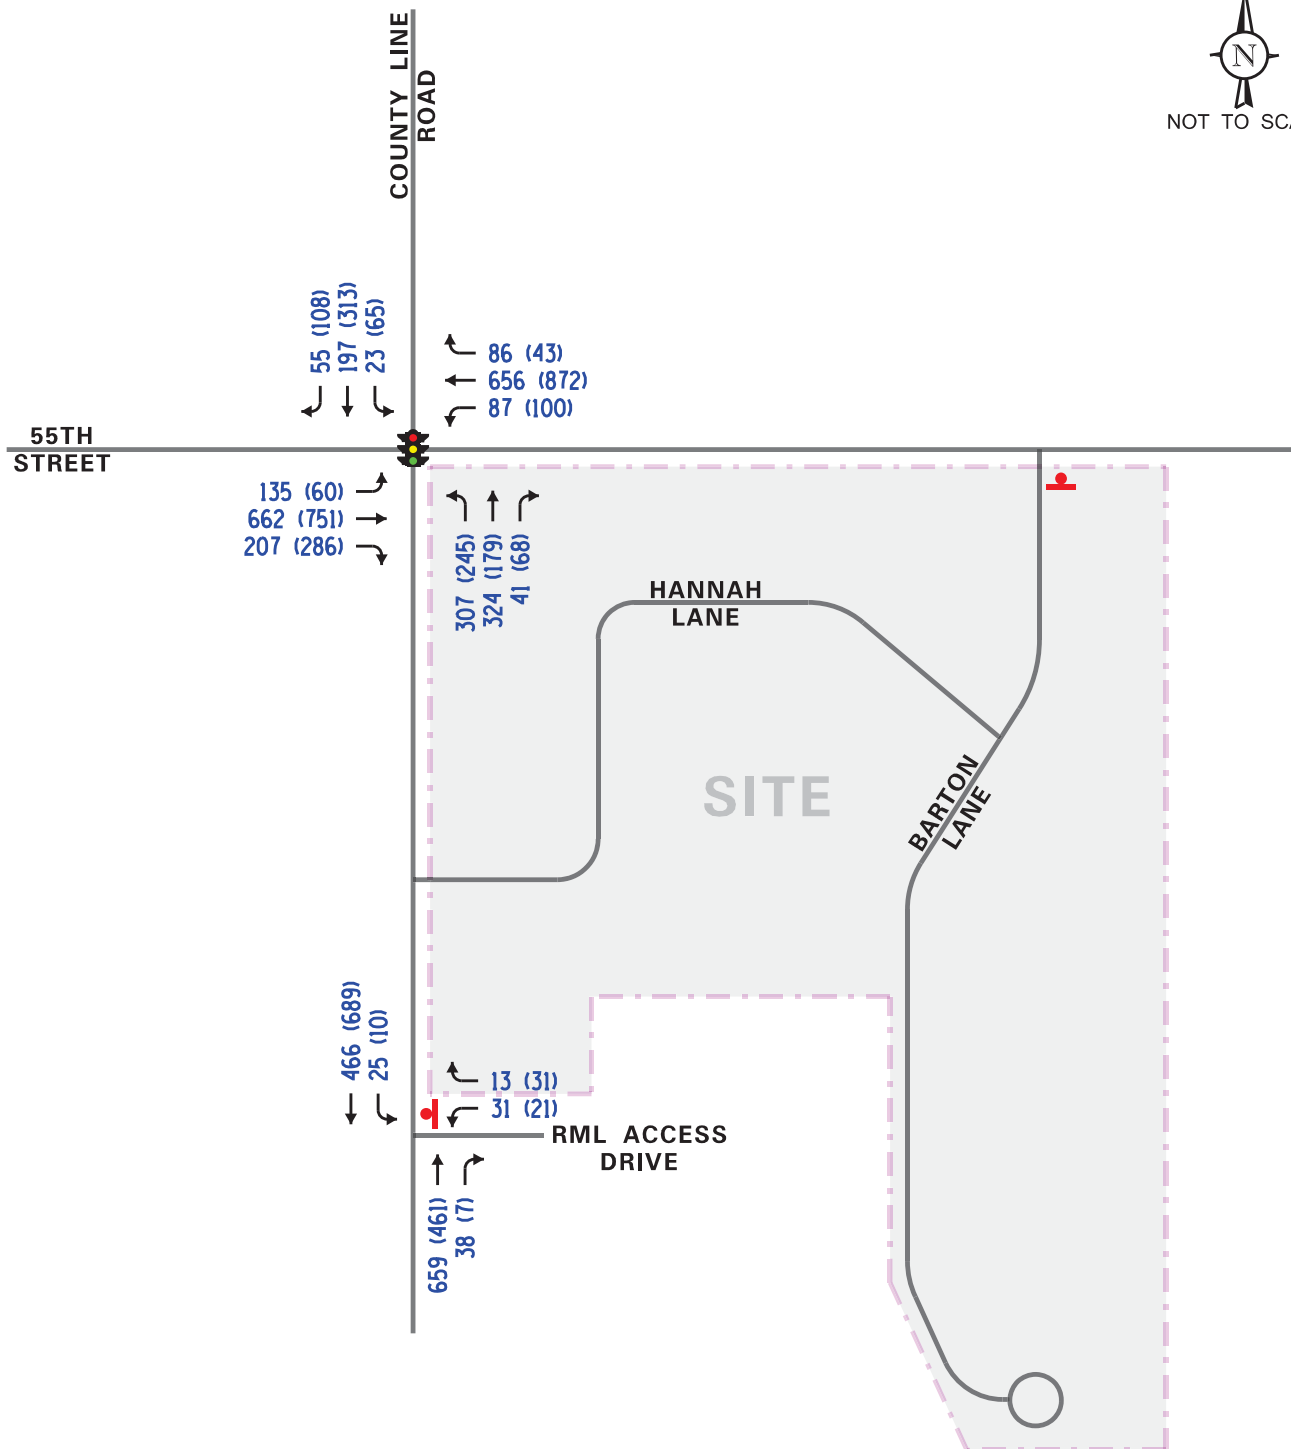 COUNTY LINE
ROAD
N
NOT TO SCA
55 (108)
197 (313)
23 (65)
86 (43)
656 (872)
87 (100)
55TH
STREET
135 (60)
662 (751)
207 (286)
307 (245)
324 (179)
41 (68)
HANNAH
LANE
SITE
BARTON
LANE
466 (689)
25 (10)
13 (31)
31 (21)
RML ACCESS
DRIVE
659 (461)
38 (7)